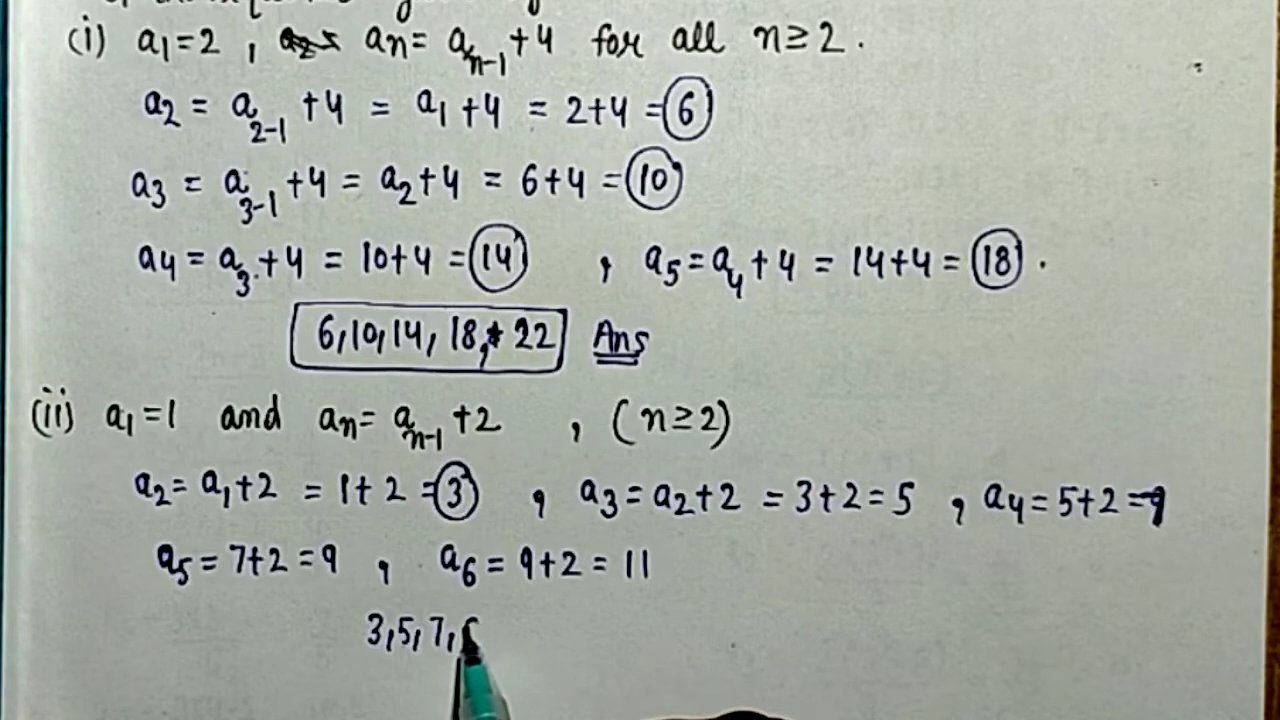 (i) a1=2, an= an-1+4 for all n≥2.
a2 = a2-1 +4 = a1+4 = 2+4 =6
a3 = a3-1 +4 = a2+4 = 6+4 =10
a4 = a3+4 = 10+4 =14 , a5=a4+4 = 14+4= 18.
6,10,14, 18, 22 Ans
(ii) a1=1 and an= an-1 +2 , (n≥2)
a2= a1+2 = 1+2 =3 , a3=a2+2 = 3+2=5 , a4=5+2=7
a5= 7+2=9 , a6= 9+2= 11
3,5,7,